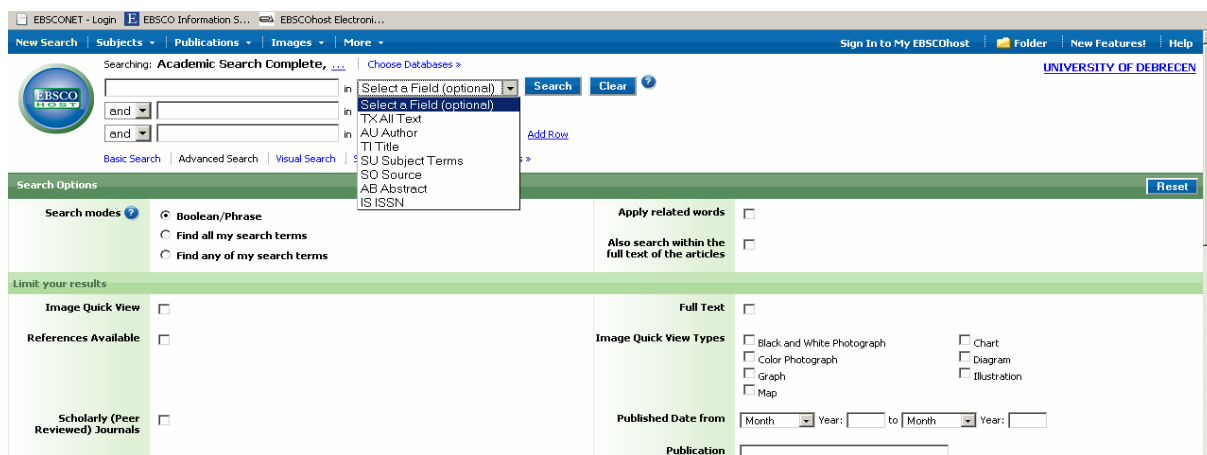 EBSCONET - Login EBSCO Information S... EBSCOhost Electroni...
New Search Subjects Publications Images More Sign In to My EBSCOhost Folder New Features! Help
Searching: Academic Search Complete, ... Choose Databases » UNIVERSITY OF DEBRECEN
EBSCO
HOST
in Select a Field (optional) Search Clear ?
and in Select a Field (optional)
TX All Text
AU Author
and in TI Title Add Row
SU Subject Terms
Basic Search Advanced Search Visual Search S »
SO Source
AB Abstract
IS ISSN
Search Options Reset
Search modes ? Boolean/Phrase Apply related words
Find all my search terms Also search within the
Find any of my search terms full text of the articles
Limit your results
Image Quick View Full Text
References Available Image Quick View Types Black and White Photograph Chart
Color Photograph Diagram
Graph Illustration
Map
Scholarly (Peer Published Date from Month Year: to Month Year:
Reviewed) Journals
Publication